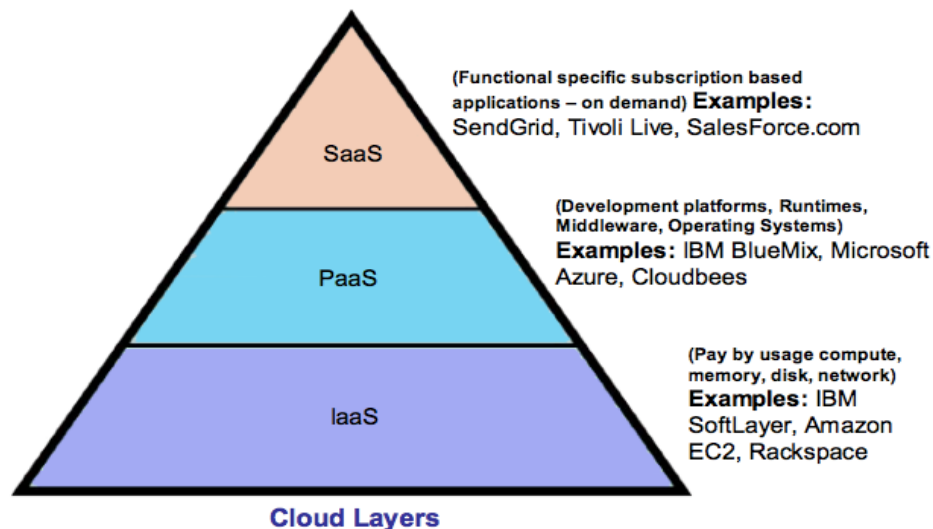 (Functional specific subscription based
applications – on demand) Examples:
SendGrid, Tivoli Live, SalesForce.com
SaaS
(Development platforms, Runtimes,
Middleware, Operating Systems)
Examples: IBM BlueMix, Microsoft
Azure, Cloudbees
PaaS
(Pay by usage compute,
memory, disk, network)
Examples: IBM
SoftLayer, Amazon
EC2, Rackspace
IaaS
Cloud Layers